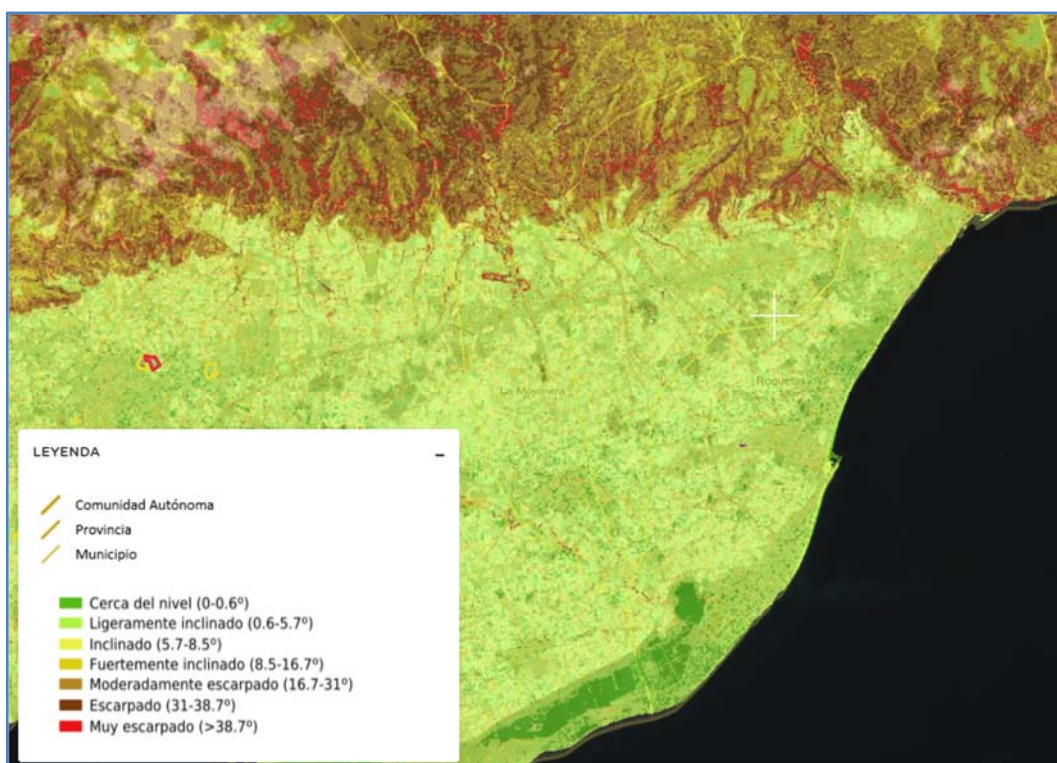 La Mojonera
Roquetas
LEYENDA
Comunidad Autónoma
Provincia
Municipio
Cerca del nivel (0-0.6º)
Ligeramente inclinado (0.6-5.7º)
Inclinado (5.7-8.5º)
Fuertemente inclinado (8.5-16.7º)
Moderadamente escarpado (16.7-31º)
Escarpado (31-38.7º)
Muy escarpado (>38.7º)